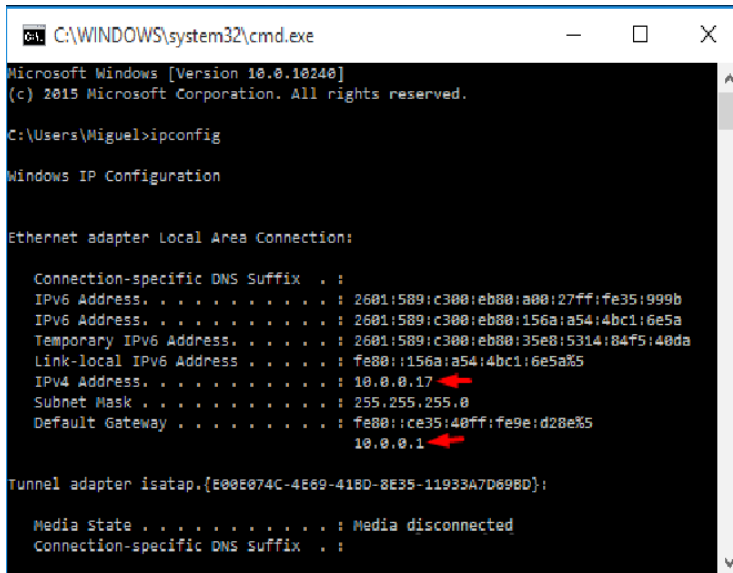 C:\WINDOWS\system32\cmd.exe
Microsoft Windows [Version 10.0.10240]
(c) 2015 Microsoft Corporation. All rights reserved.
C:\Users\Miguel>ipconfig
Windows IP Configuration
Ethernet adapter Local Area Connection:
Connection-specific DNS Suffix . :
IPv6 Address. . . . . . . . . . . : 2601:589:c300:eb80:a00:27ff:fe35:999b
IPv6 Address. . . . . . . . . . . : 2601:589:c300:eb80:156a:a54:4bc1:6e5a
Temporary IPv6 Address. . . . . . : 2601:589:c300:eb80:35e8:5314:84f5:40da
Link-local IPv6 Address . . . . . : fe80::156a:a54:4bc1:6e5a%5
IPv4 Address. . . . . . . . . . . : 10.0.0.17
Subnet Mask . . . . . . . . . . . : 255.255.255.0
Default Gateway . . . . . . . . . : fe80::ce35:40ff:fe9e:d28e%5
10.0.0.1
Tunnel adapter isatap.{E00E074C-4E69-41BD-8E35-11933A7D69BD}:
Media State . . . . . . . . . . . : Media disconnected
Connection-specific DNS Suffix . :